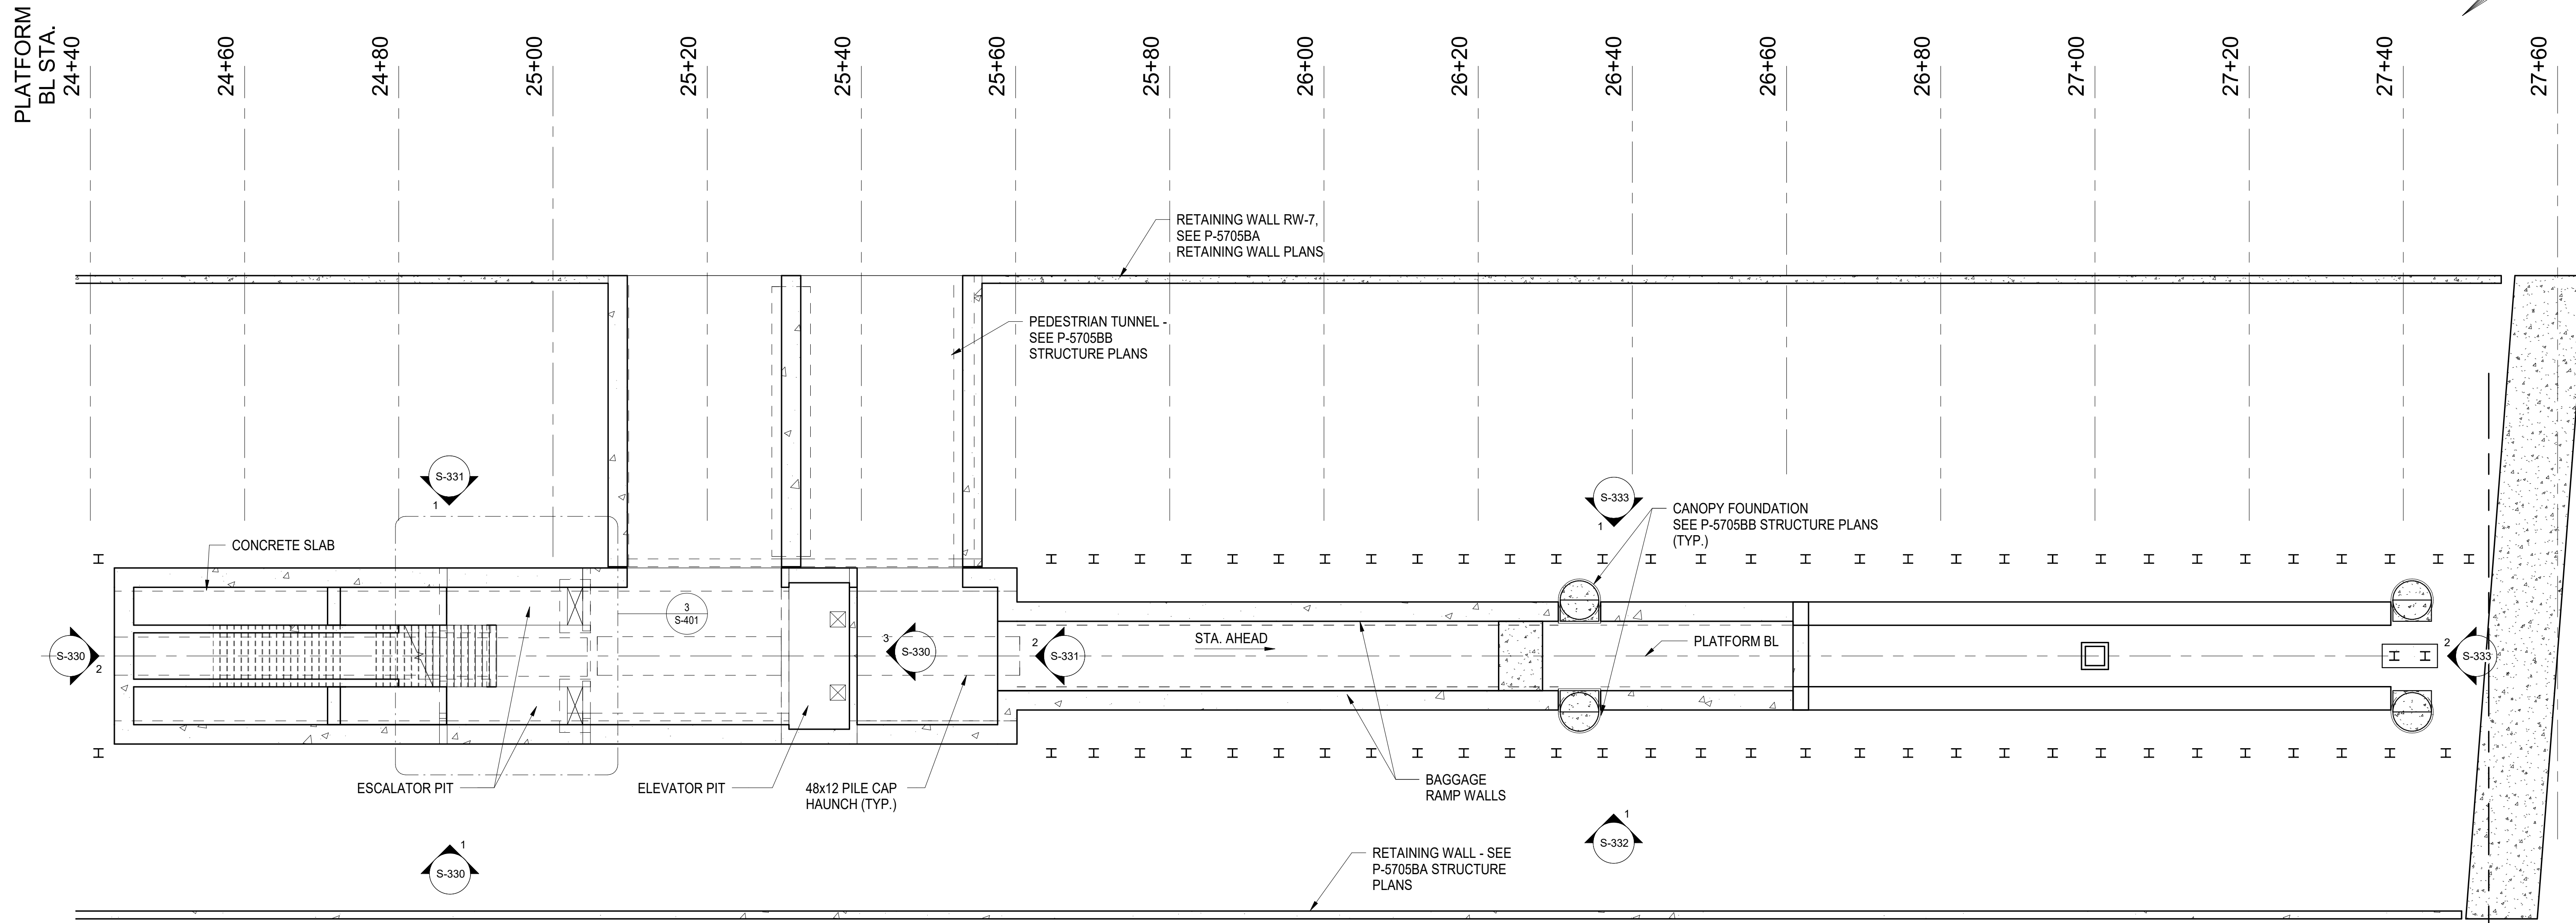 PLATFORM
BL STA.
24+40
24+60
24+80
25+00
25+20
25+40
25+60
25+80
26+00
26+20
26+40
26+60
26+80
27+00
27+20
27+40
27+60
RETAINING WALL RW-7,
SEE P-5705BA
RETAINING WALL PLANS
PEDESTRIAN TUNNEL -
SEE P-5705BB
STRUCTURE PLANS
S-331
1
S-333
1
CANOPY FOUNDATION
SEE P-5705BB STRUCTURE PLANS
(TYP.)
CONCRETE SLAB
3
S-401
STA. AHEAD
PLATFORM BL
S-330
2
3
S-330
2
S-331
2
S-333
ESCALATOR PIT
ELEVATOR PIT
48x12 PILE CAP
HAUNCH (TYP.)
BAGGAGE
RAMP WALLS
1
S-330
1
S-332
RETAINING WALL - SEE
P-5705BA STRUCTURE
PLANS